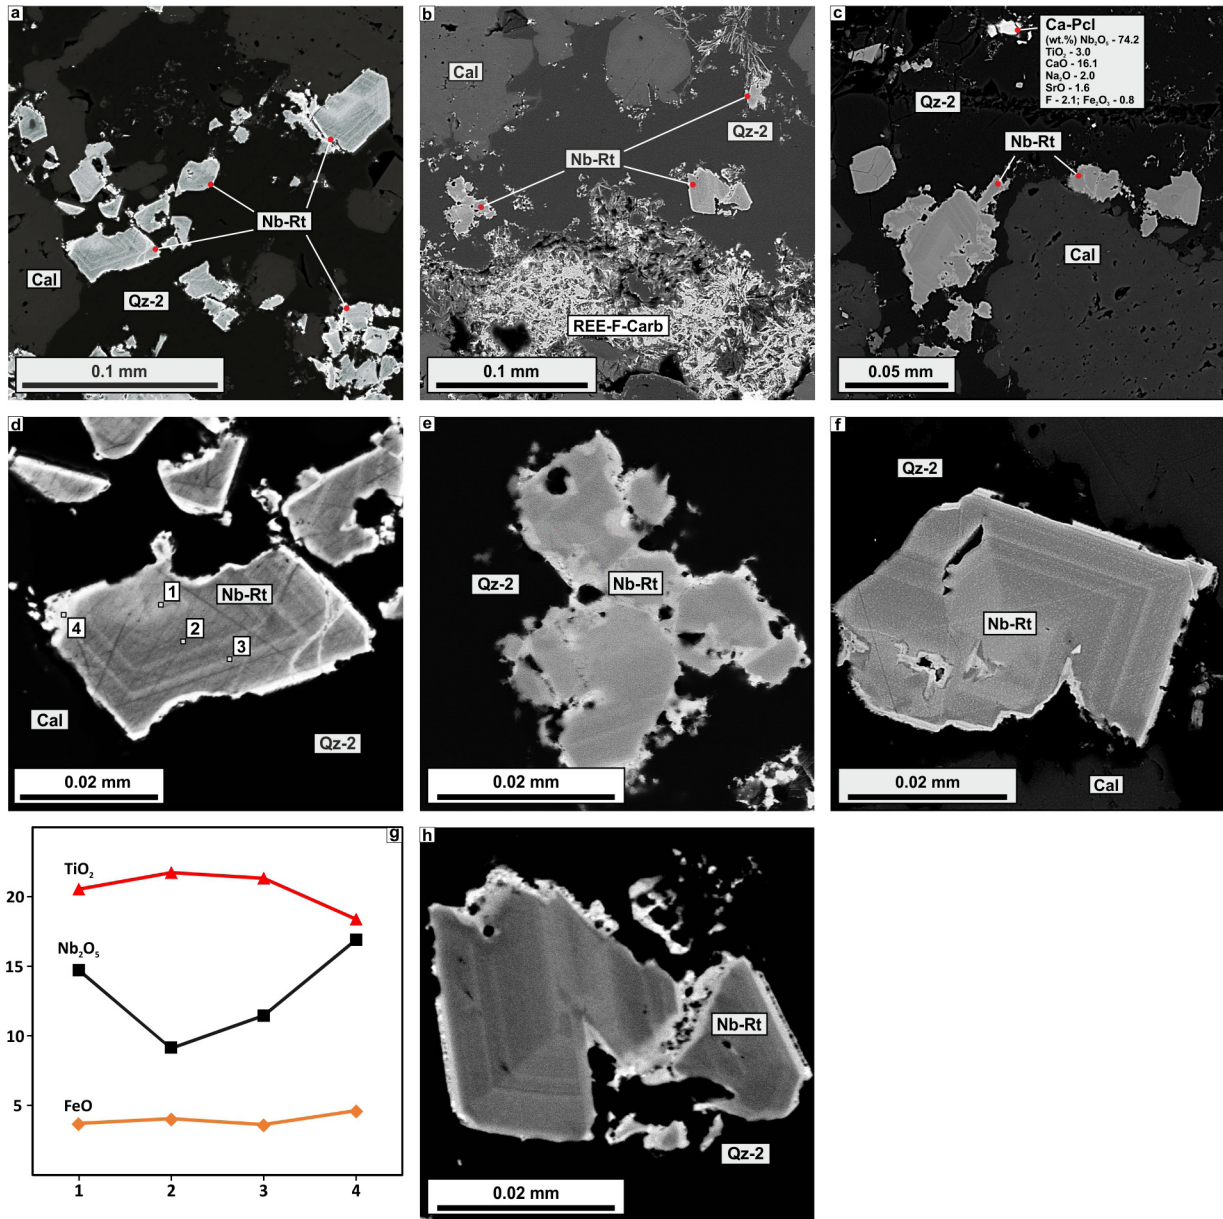 a
Nb-Rt
Cal
Qz-2
0.1 mm
b
Cal
Qz-2
Nb-Rt
REE-F-Carb
0.1 mm
c
Ca-Pcl
(wt.%) Nb₂O₅ - 74.2
TiO₂ - 3.0
CaO - 16.1
Na₂O - 2.0
SrO - 1.6
F - 2.1; Fe₂O₃ - 0.8
Qz-2
Nb-Rt
Cal
0.05 mm
d
1
Nb-Rt
4
2
3
Cal
Qz-2
0.02 mm
e
Qz-2
Nb-Rt
0.02 mm
f
Qz-2
Nb-Rt
0.02 mm
Cal
g
TiO₂
20
Nb₂O₅
15
10
FeO
5
1 2 3 4
h
Nb-Rt
Qz-2
0.02 mm